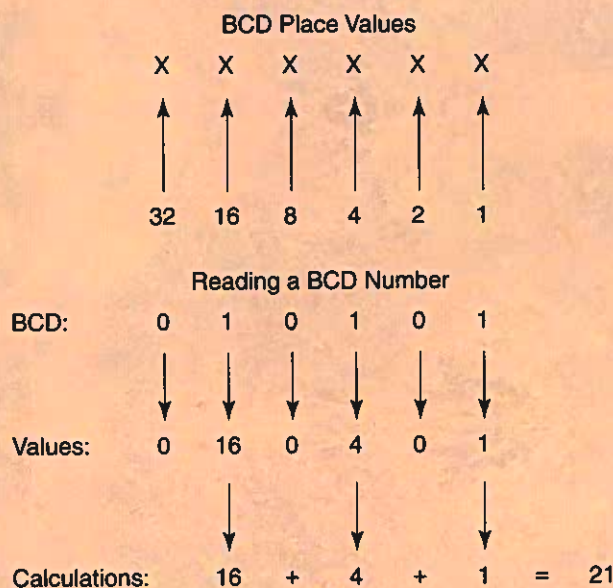 BCD Place Values
X X X X X X
32 16 8 4 2 1
Reading a BCD Number
BCD: 0 1 0 1 0 1
Values: 0 16 0 4 0 1
Calculations: 16 + 4 + 1 = 21